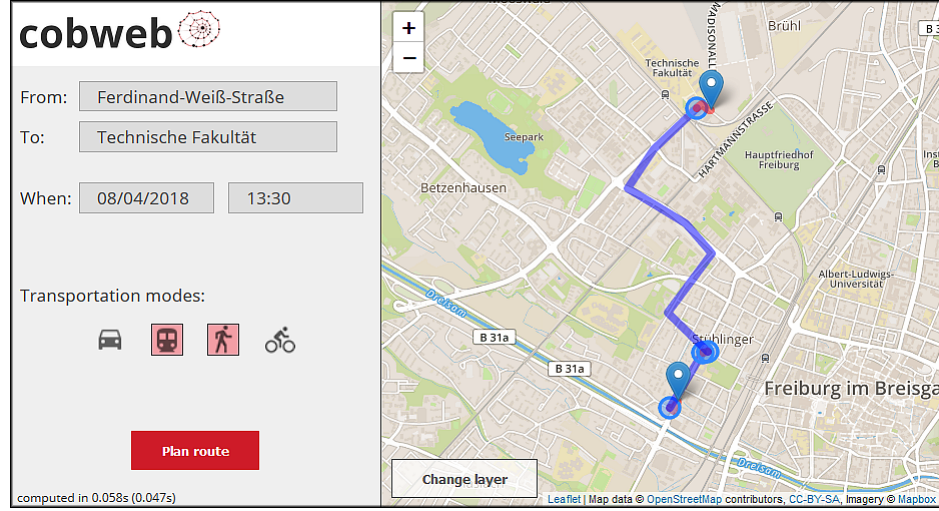 cobweb
From: Ferdinand-Weiß-Straße
To: Technische Fakultät
When: 08/04/2018 13:30
Transportation modes:
Plan route
computed in 0.058s (0.047s)
+
−
MADISONALL
Brühl
Technische
Fakultät
HARTMANNSTRASSE
Seepark
Hauptfriedhof
Freiburg
Inst
Betzenhausen
Albert-Ludwigs-
Universität
Dreisam
B 31a
Stühlinger
B 31a
Freiburg im Breisga
Dreisam
Change layer
Leaflet | Map data © OpenStreetMap contributors, CC-BY-SA, Imagery © Mapbox